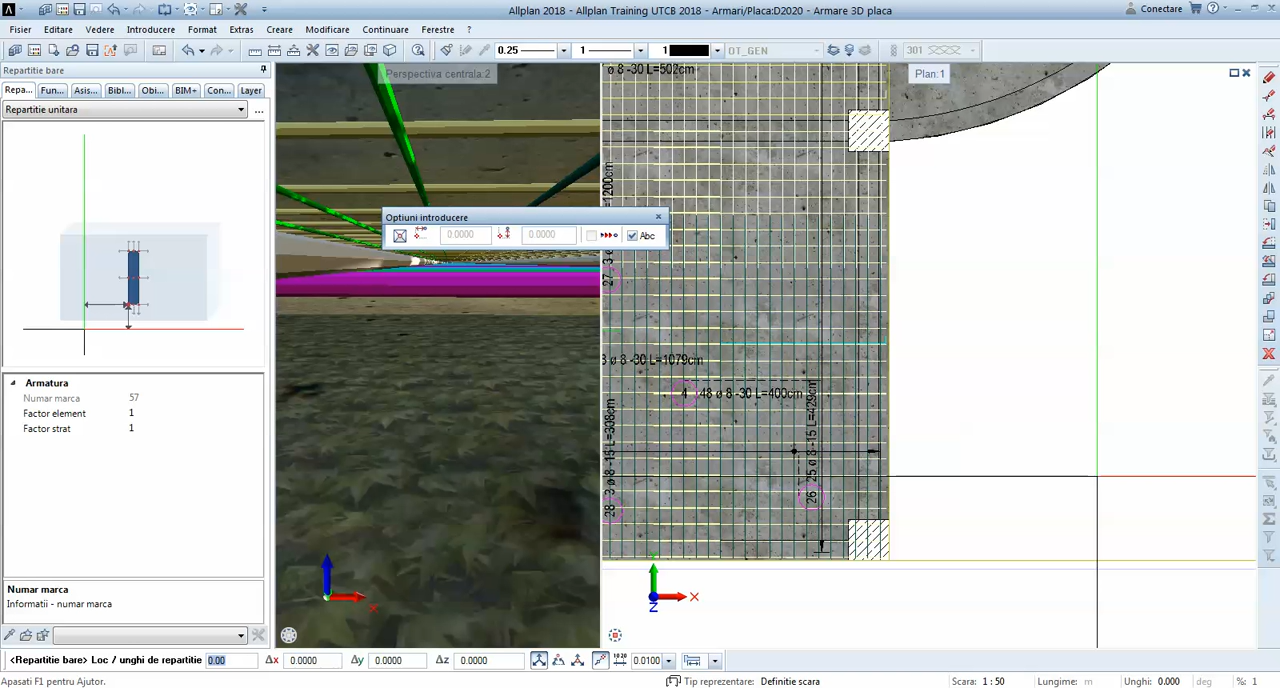 Allplan 2018 - Allplan Training UTCB 2018 - Armari/Placa:D2020 - Armare 3D placa
Conectare
Fisier Editare Vedere Introducere Format Extras Creare Modificare Continuare Ferestre ?
0.25 1 1 OT_GEN 301
Repartitie bare
Perspectiva centrala:2
Plan:1
Repa... Fun... Asis... Bibl... Obi... BIM+ Con... Layer
Repartitie unitara
...
ø 8 -30 L=502cm
Optiuni introducere
0.0000 0.0000 Abc
27 3 ø
1200cm
3 ø 8 -30 L=1079cm
4 48 ø 8 -30 L=400cm
26 25 ø 8 -15 L=429cm
28 3 ø 8 -15 L=308cm
Armatura
Numar marca 57
Factor element 1
Factor strat 1
X
Z
X
Numar marca
Informatii - numar marca
<Repartitie bare> Loc / unghi de repartitie 0.00 Δx 0.0000 Δy 0.0000 Δz 0.0000 0.0100
Apasati F1 pentru Ajutor. Tip reprezentare: Definitie scara Scara: 1 : 50 Lungime: m Unghi: 0.000 deg %: 1